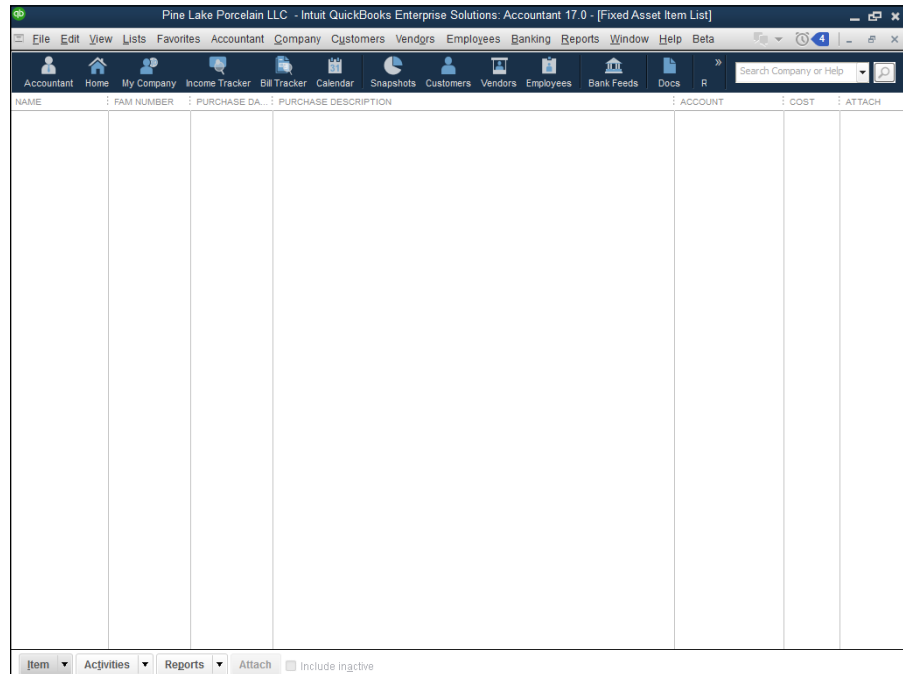 qb Pine Lake Porcelain LLC - Intuit QuickBooks Enterprise Solutions: Accountant 17.0 - [Fixed Asset Item List]
File Edit View Lists Favorites Accountant Company Customers Vendors Employees Banking Reports Window Help Beta 4
Accountant Home My Company Income Tracker Bill Tracker Calendar Snapshots Customers Vendors Employees Bank Feeds Docs R » Search Company or Help
NAME FAM NUMBER PURCHASE DA... PURCHASE DESCRIPTION ACCOUNT COST ATTACH
Item Activities Reports Attach Include inactive